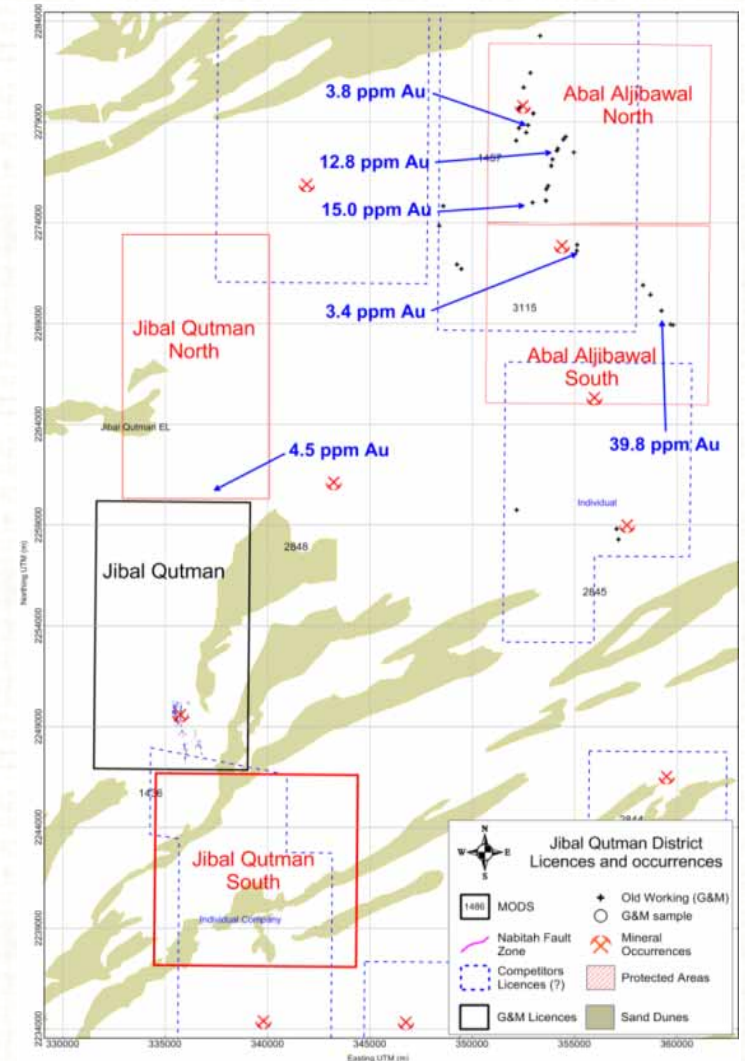 2284000
2279000
2274000
2269000
2264000
2259000
2254000
2249000
2244000
2239000
2234000
Northing UTM (m)
3.8 ppm Au
Abal Aljibawal
North
12.8 ppm Au
1457
15.0 ppm Au
3.4 ppm Au
3115
Jibal Qutman
North
Abal Aljibawal
South
Jibal Qutman EL
4.5 ppm Au
39.8 ppm Au
Individual
Jibal Qutman
2848
2845
2844
Jibal Qutman
South
Individual Company
Jibal Qutman District
Licences and occurrences
N
W E
S
1486 MODS
Old Working (G&M)
G&M sample
Nabitah Fault
Zone
Mineral
Occurrences
Competitors
Licences (?)
Protected Areas
G&M Licences
Sand Dunes
330000 335000 340000 345000 350000 355000 360000
Easting UTM (m)